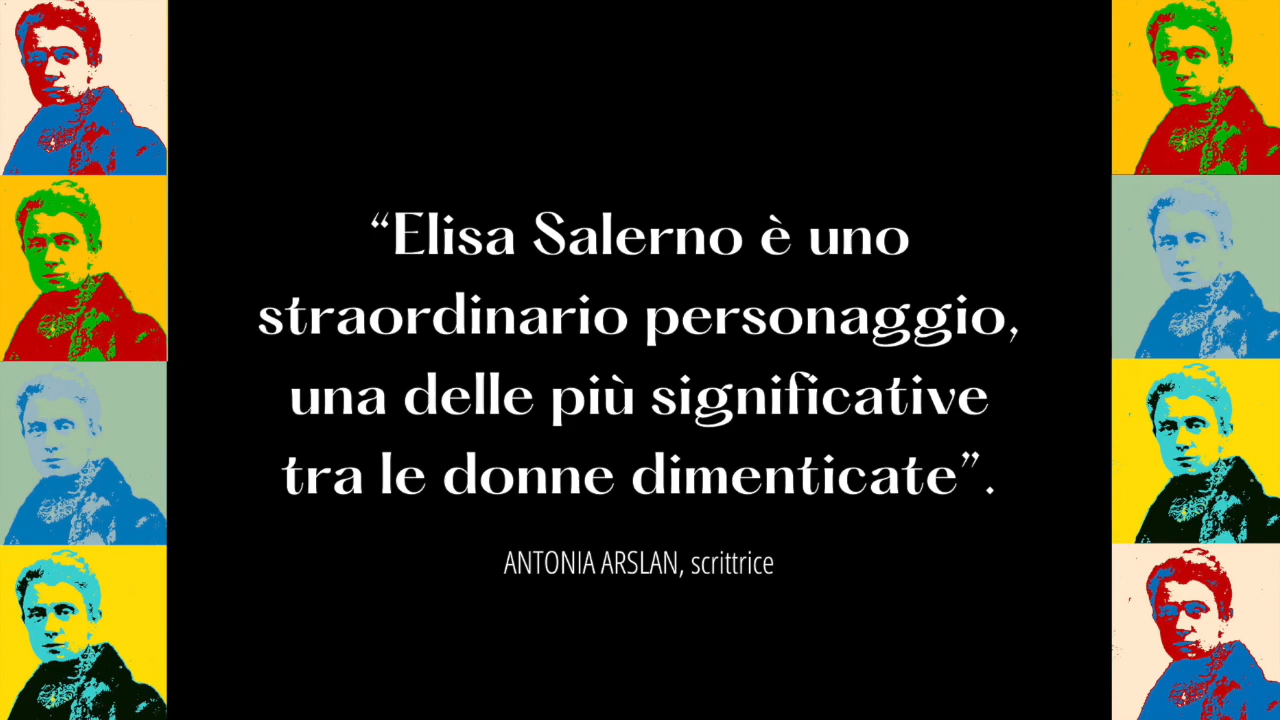 “Elisa Salerno è uno
straordinario personaggio,
una delle più significative
tra le donne dimenticate”.
ANTONIA ARSLAN, scrittrice